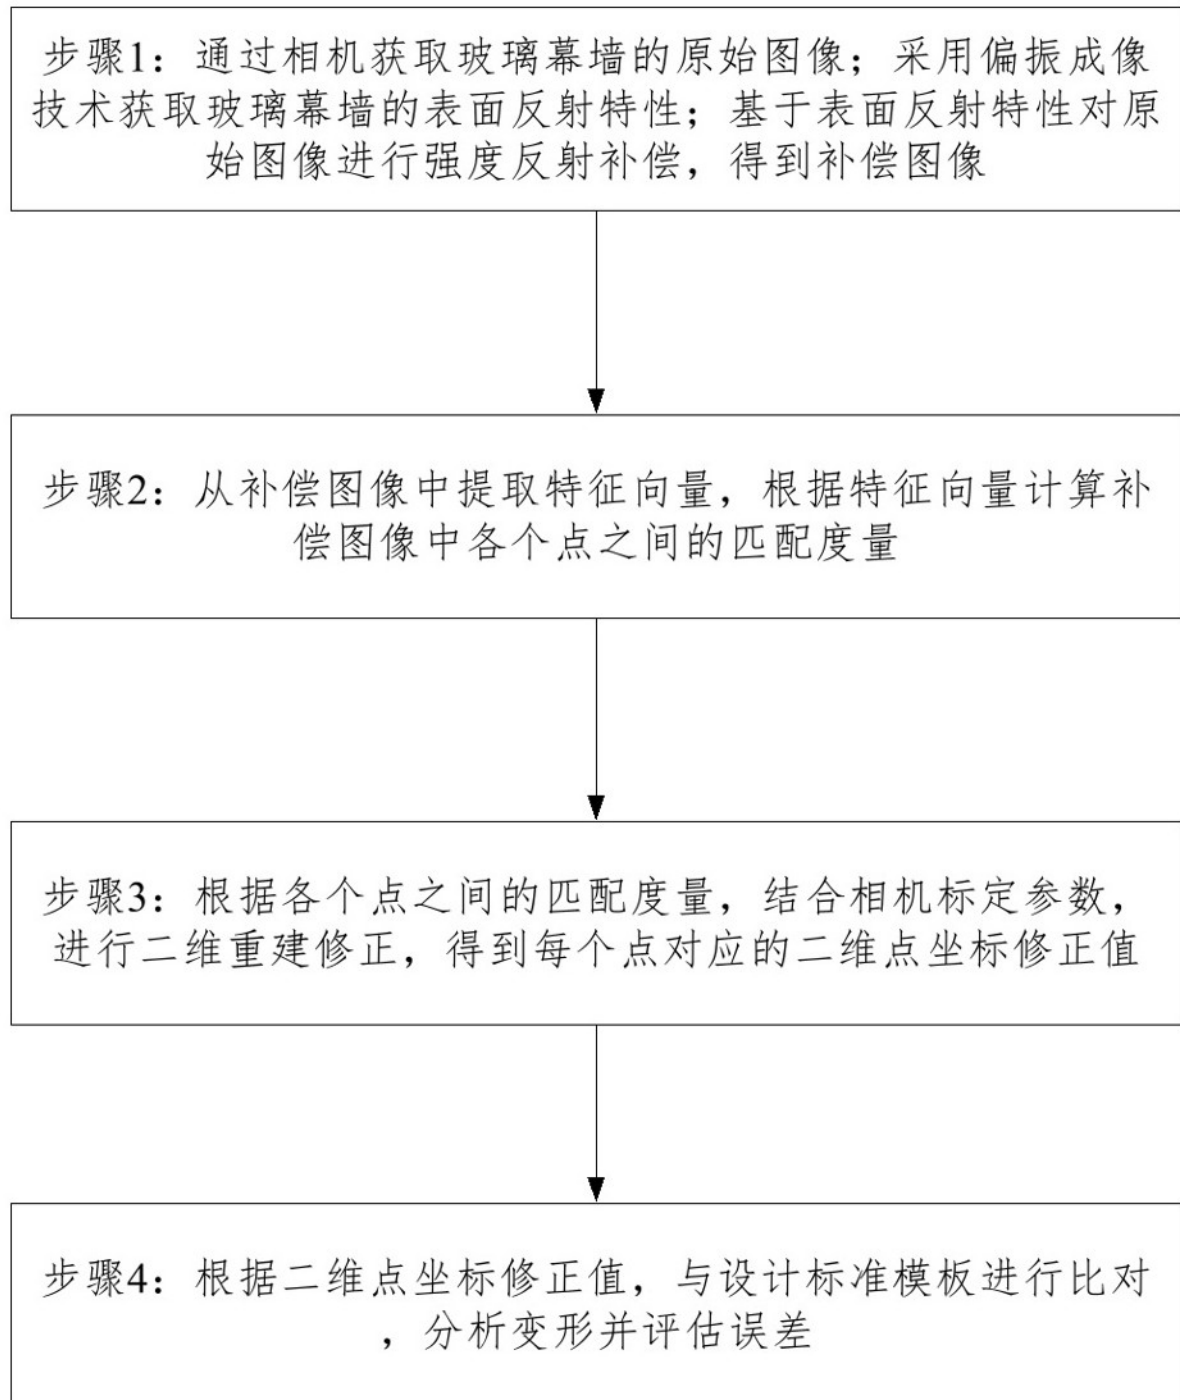 步骤1：通过相机获取玻璃幕墙的原始图像；采用偏振成像
技术获取玻璃幕墙的表面反射特性；基于表面反射特性对原
始图像进行强度反射补偿，得到补偿图像
步骤2：从补偿图像中提取特征向量，根据特征向量计算补
偿图像中各个点之间的匹配度量
步骤3：根据各个点之间的匹配度量，结合相机标定参数，
进行二维重建修正，得到每个点对应的二维点坐标修正值
步骤4：根据二维点坐标修正值，与设计标准模板进行比对
，分析变形并评估误差